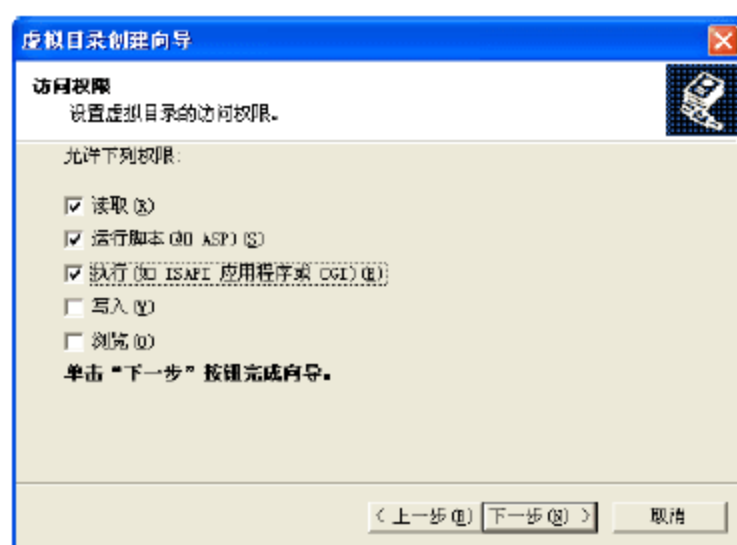 虚拟目录创建向导
访问权限
设置虚拟目录的访问权限。
允许下列权限:
读取(R)
运行脚本(如 ASP)(S)
执行(如 ISAPI 应用程序或 CGI)(E)
写入(W)
浏览(O)
单击“下一步”按钮完成向导。
< 上一步(B) 下一步(N) > 取消